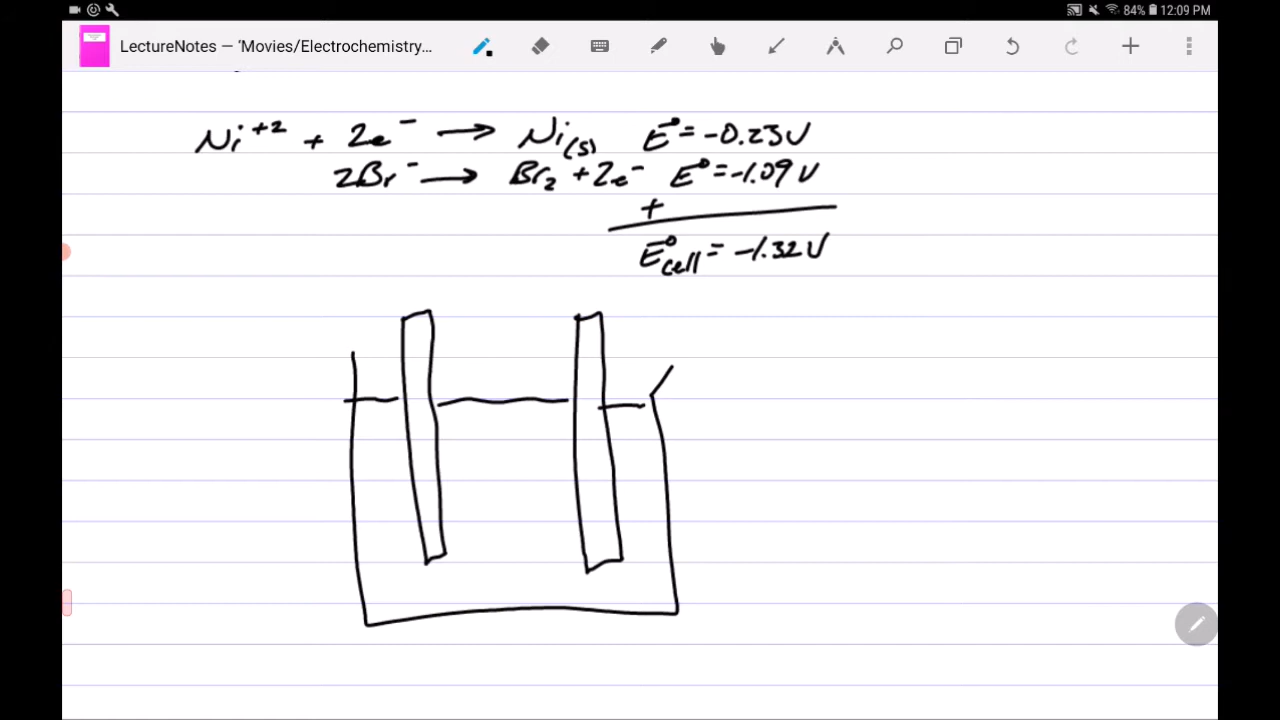 84% 12:09 PM
LectureNotes — 'Movies/Electrochemistry...
Ni⁺² + 2e⁻ → Ni(s) E° = -0.23V
2Br⁻ → Br₂ + 2e⁻ E° = -1.09V
+
E°cell = -1.32V